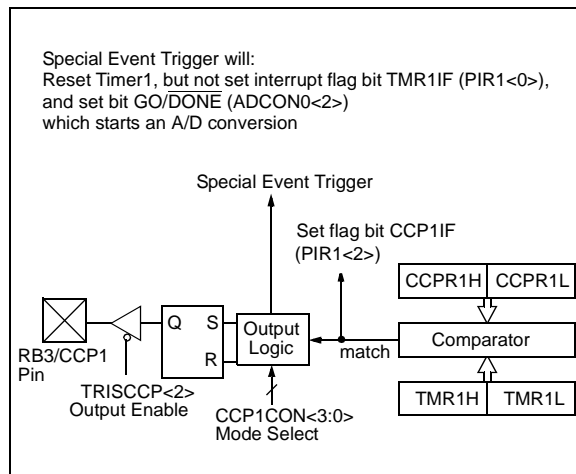 Special Event Trigger will:
Reset Timer1, but not set interrupt flag bit TMR1IF (PIR1<0>),
and set bit GO/DONE (ADCON0<2>)
which starts an A/D conversion
Special Event Trigger
Set flag bit CCP1IF
(PIR1<2>)
CCPR1H CCPR1L
Q S
R
Output
Logic
match
Comparator
RB3/CCP1
Pin
TRISCCP<2>
Output Enable
CCP1CON<3:0>
Mode Select
TMR1H TMR1L